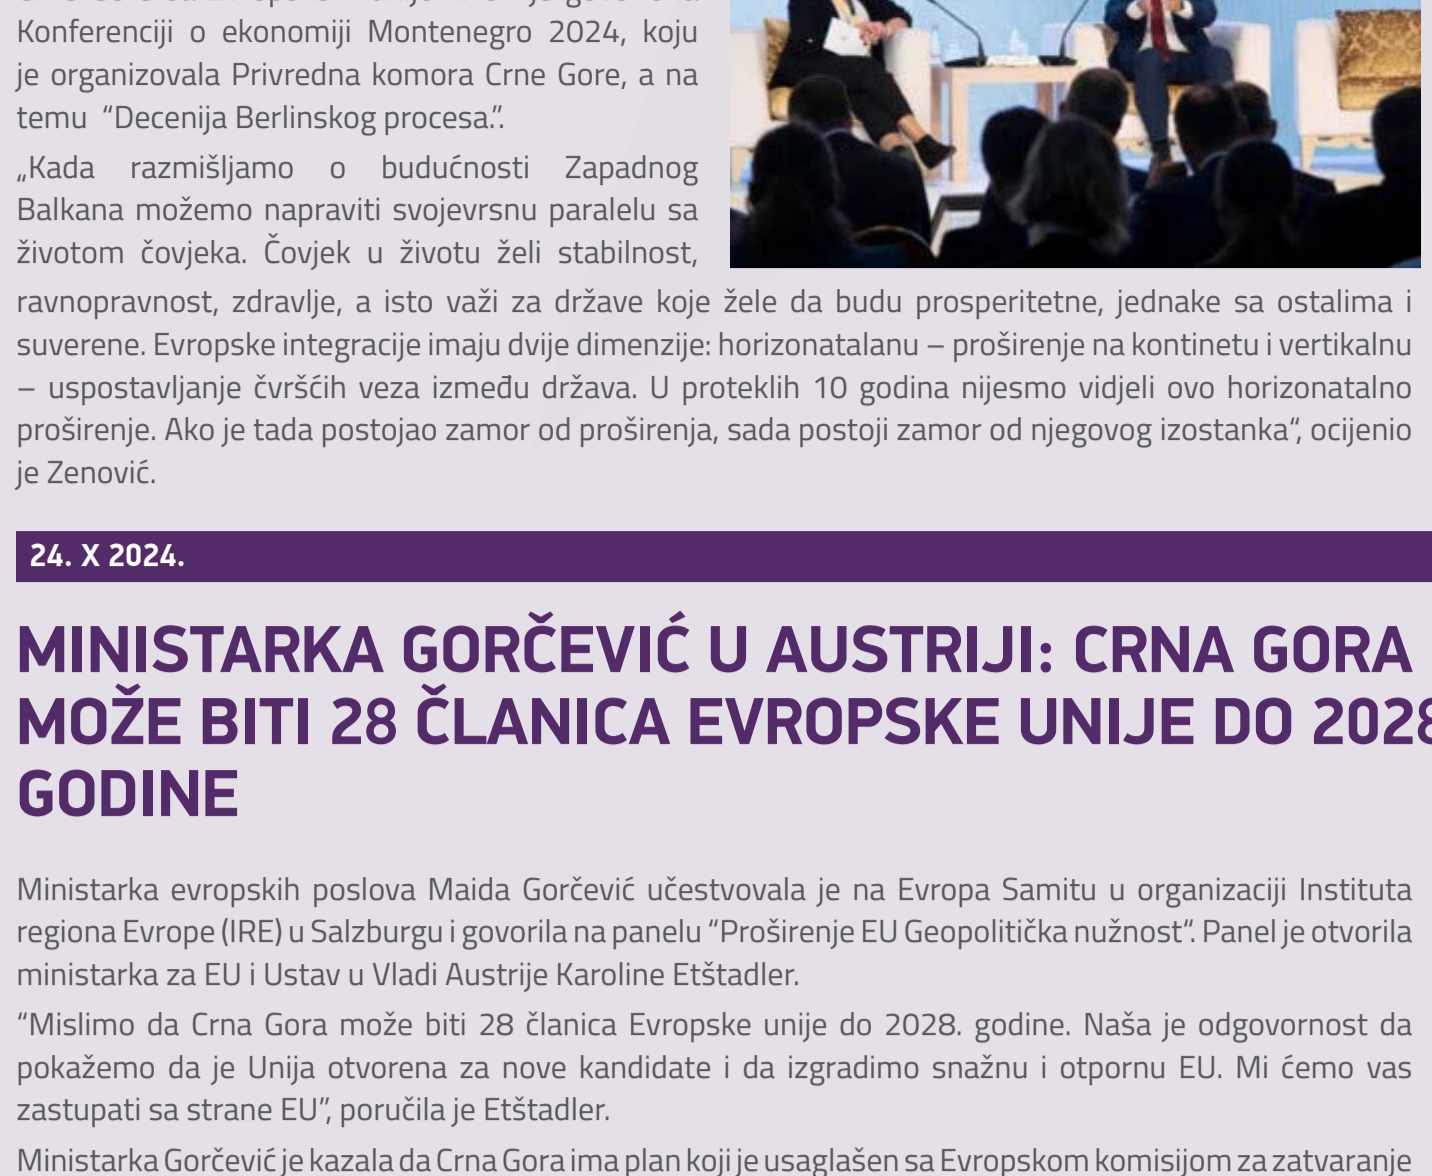 Konferenciji o ekonomiji Montenegro 2024, koju
je organizovala Privredna komora Crne Gore, a na
temu “Decenija Berlinskog procesa.”.
„Kada razmišljamo o budućnosti Zapadnog
Balkana možemo napraviti svojevrsnu paralelu sa
životom čovjeka. Čovjek u životu želi stabilnost,
ravnopravnost, zdravlje, a isto važi za države koje žele da budu prosperitetne, jednake sa ostalima i
suverene. Evropske integracije imaju dvije dimenzije: horizonatalanu – proširenje na kontinetu i vertikalnu
– uspostavljanje čvršćih veza između država. U proteklih 10 godina nijesmo vidjeli ovo horizonatalno
proširenje. Ako je tada postojao zamor od proširenja, sada postoji zamor od njegovog izostanka“, ocijenio
je Zenović.
24. X 2024.
MINISTARKA GORČEVIĆ U AUSTRIJI: CRNA GORA
MOŽE BITI 28 ČLANICA EVROPSKE UNIJE DO 2028
GODINE
Ministarka evropskih poslova Maida Gorčević učestvovala je na Evropa Samitu u organizaciji Instituta
regiona Evrope (IRE) u Salzburgu i govorila na panelu “Proširenje EU Geopolitička nužnost“. Panel je otvorila
ministarka za EU i Ustav u Vladi Austrije Karoline Etštadler.
“Mislimo da Crna Gora može biti 28 članica Evropske unije do 2028. godine. Naša je odgovornost da
pokažemo da je Unija otvorena za nove kandidate i da izgradimo snažnu i otpornu EU. Mi ćemo vas
zastupati sa strane EU”, poručila je Etštadler.
Ministarka Gorčević je kazala da Crna Gora ima plan koji je usaglašen sa Evropskom komisijom za zatvaranje